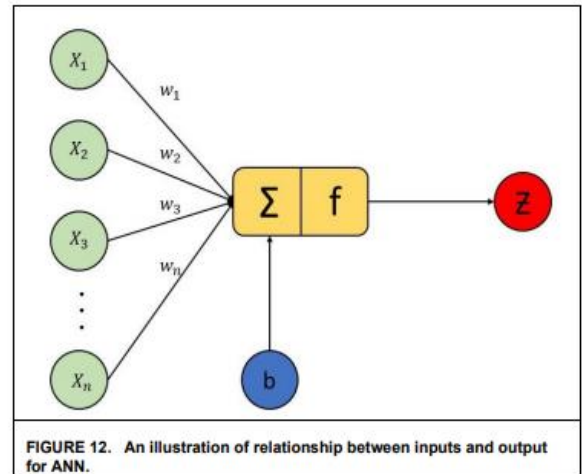 X₁
w₁
X₂
w₂
X₃
w₃
Σ
f
Ƶ
wₙ
Xₙ
b
FIGURE 12. An illustration of relationship between inputs and output
for ANN.